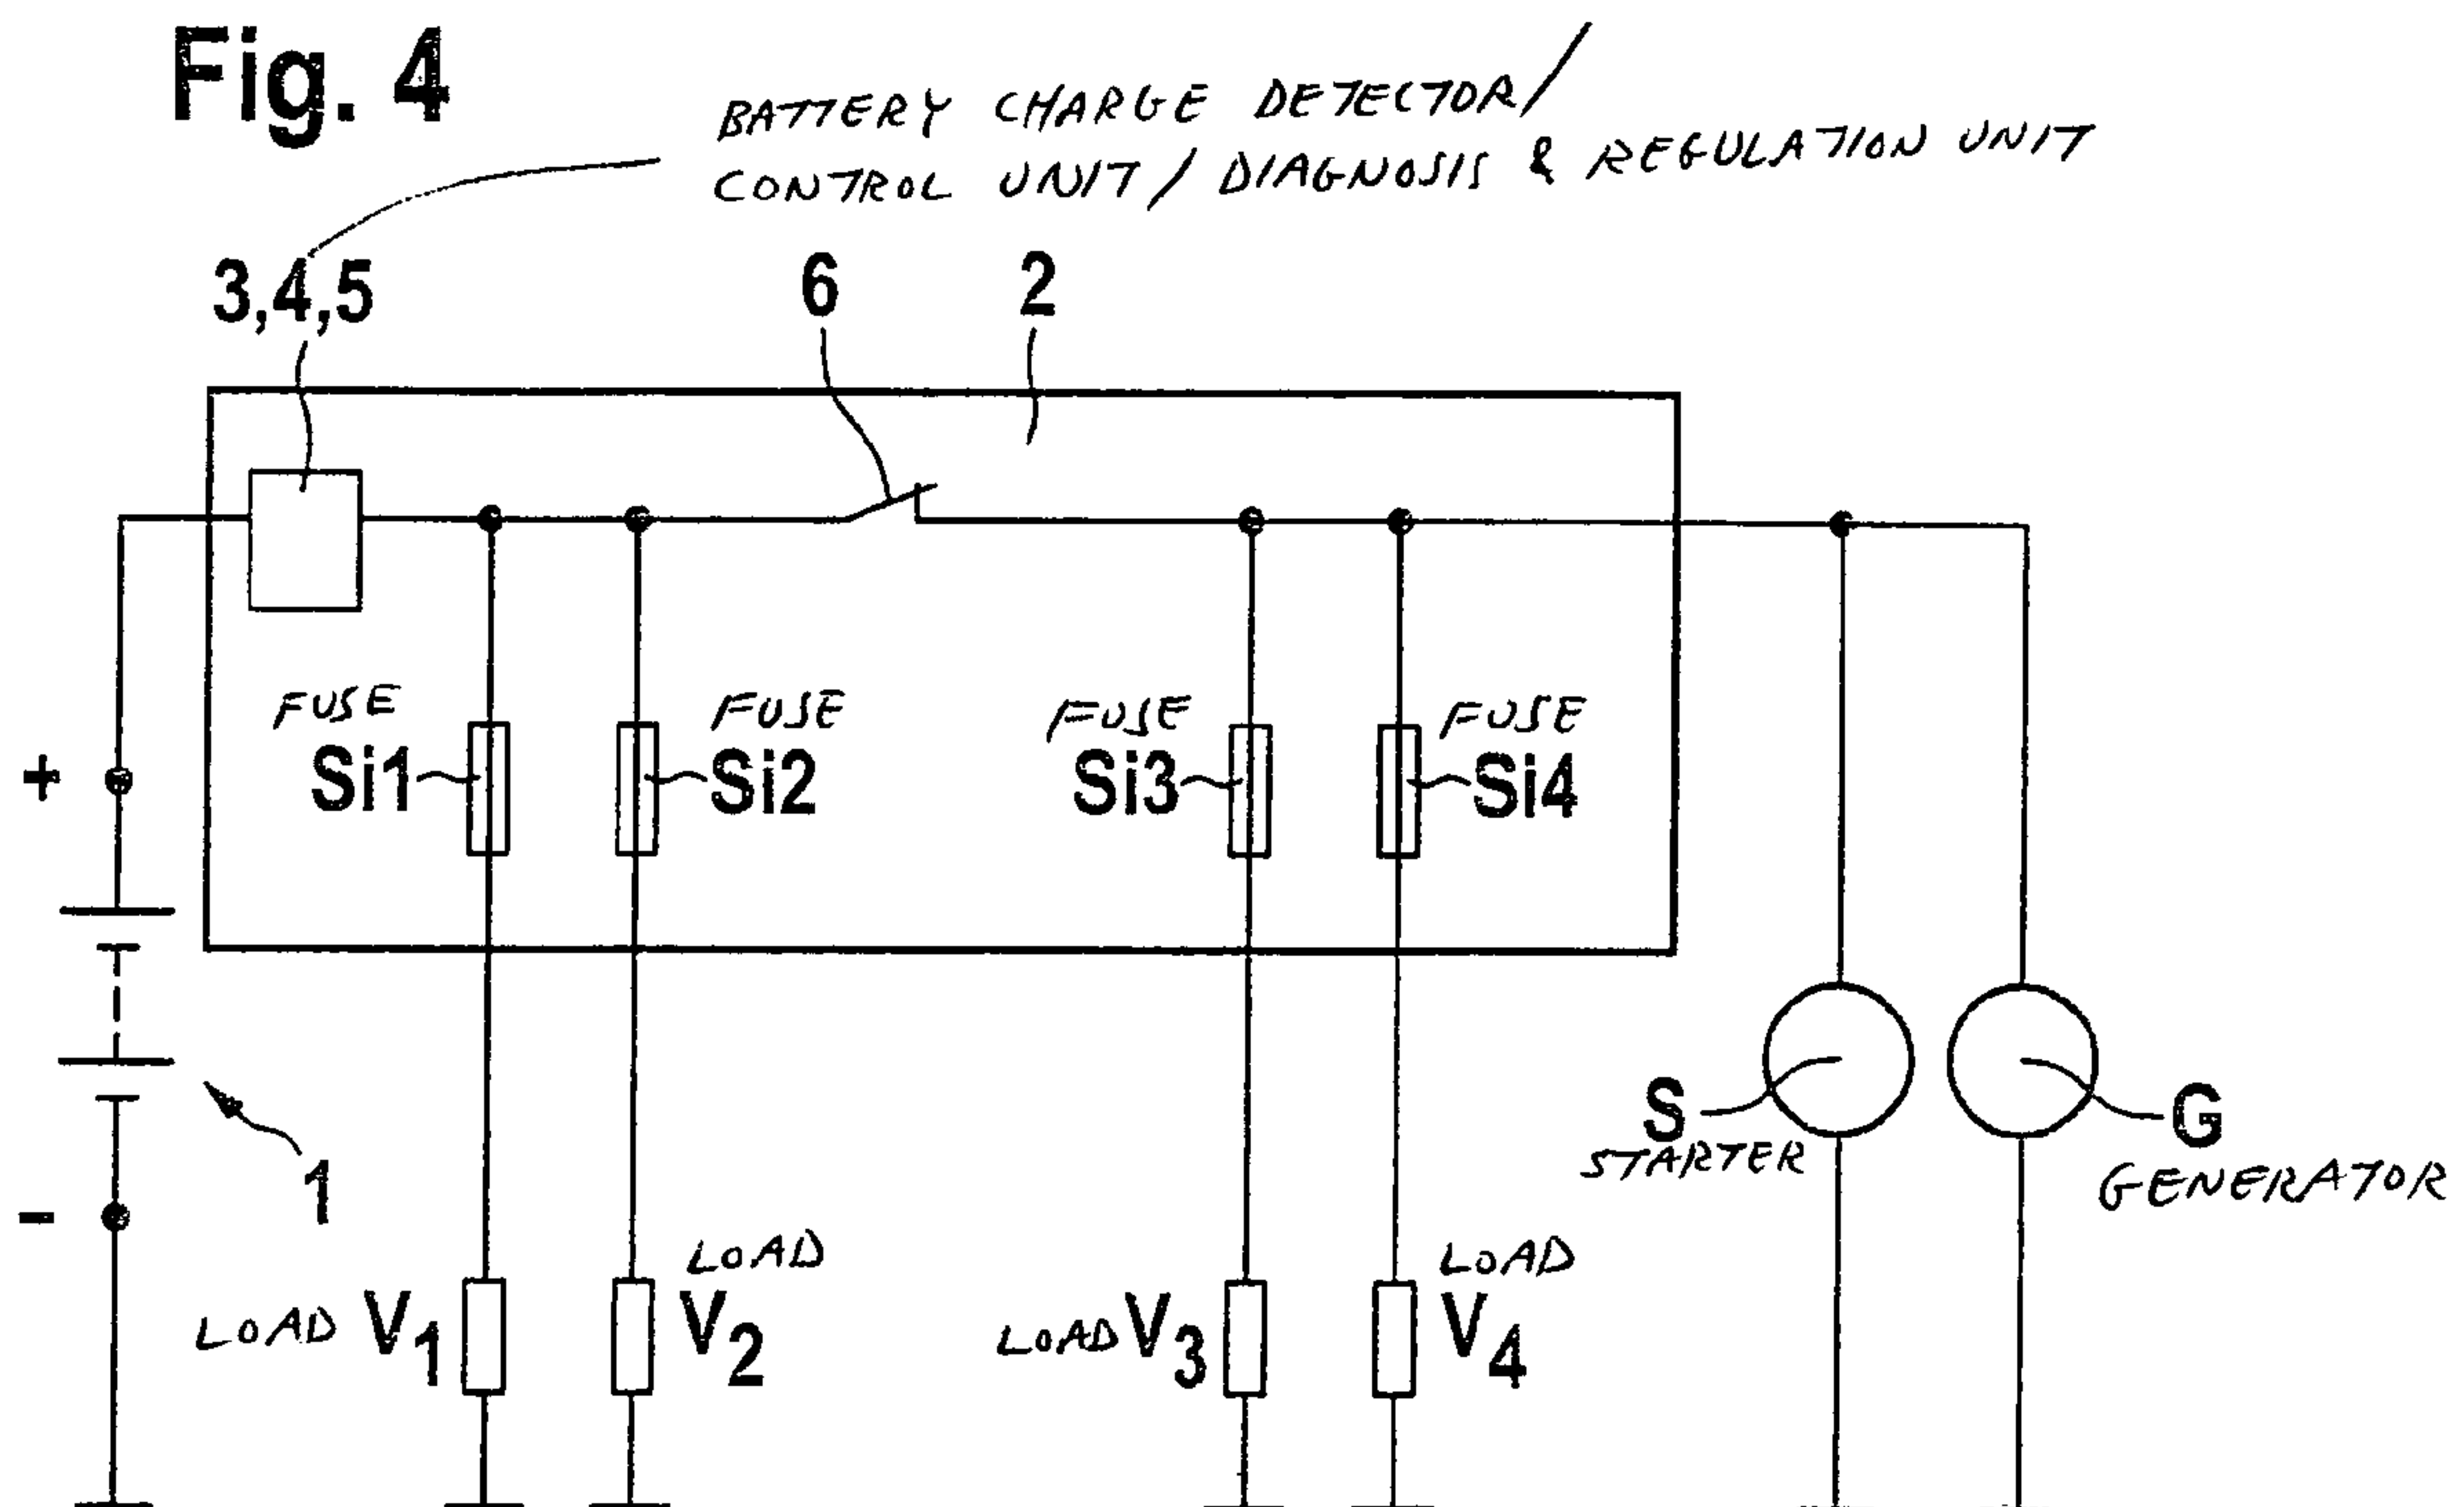 Fig. 4
BATTERY CHARGE DETECTOR/
CONTROL UNIT / DIAGNOSIS & REGULATION UNIT
3,4,5
6
2
FUSE
Si1
FUSE
Si2
FUSE
Si3
FUSE
Si4
+
1
-
S
STARTER
G
GENERATOR
LOAD V1
LOAD
V2
LOAD V3
LOAD
V4